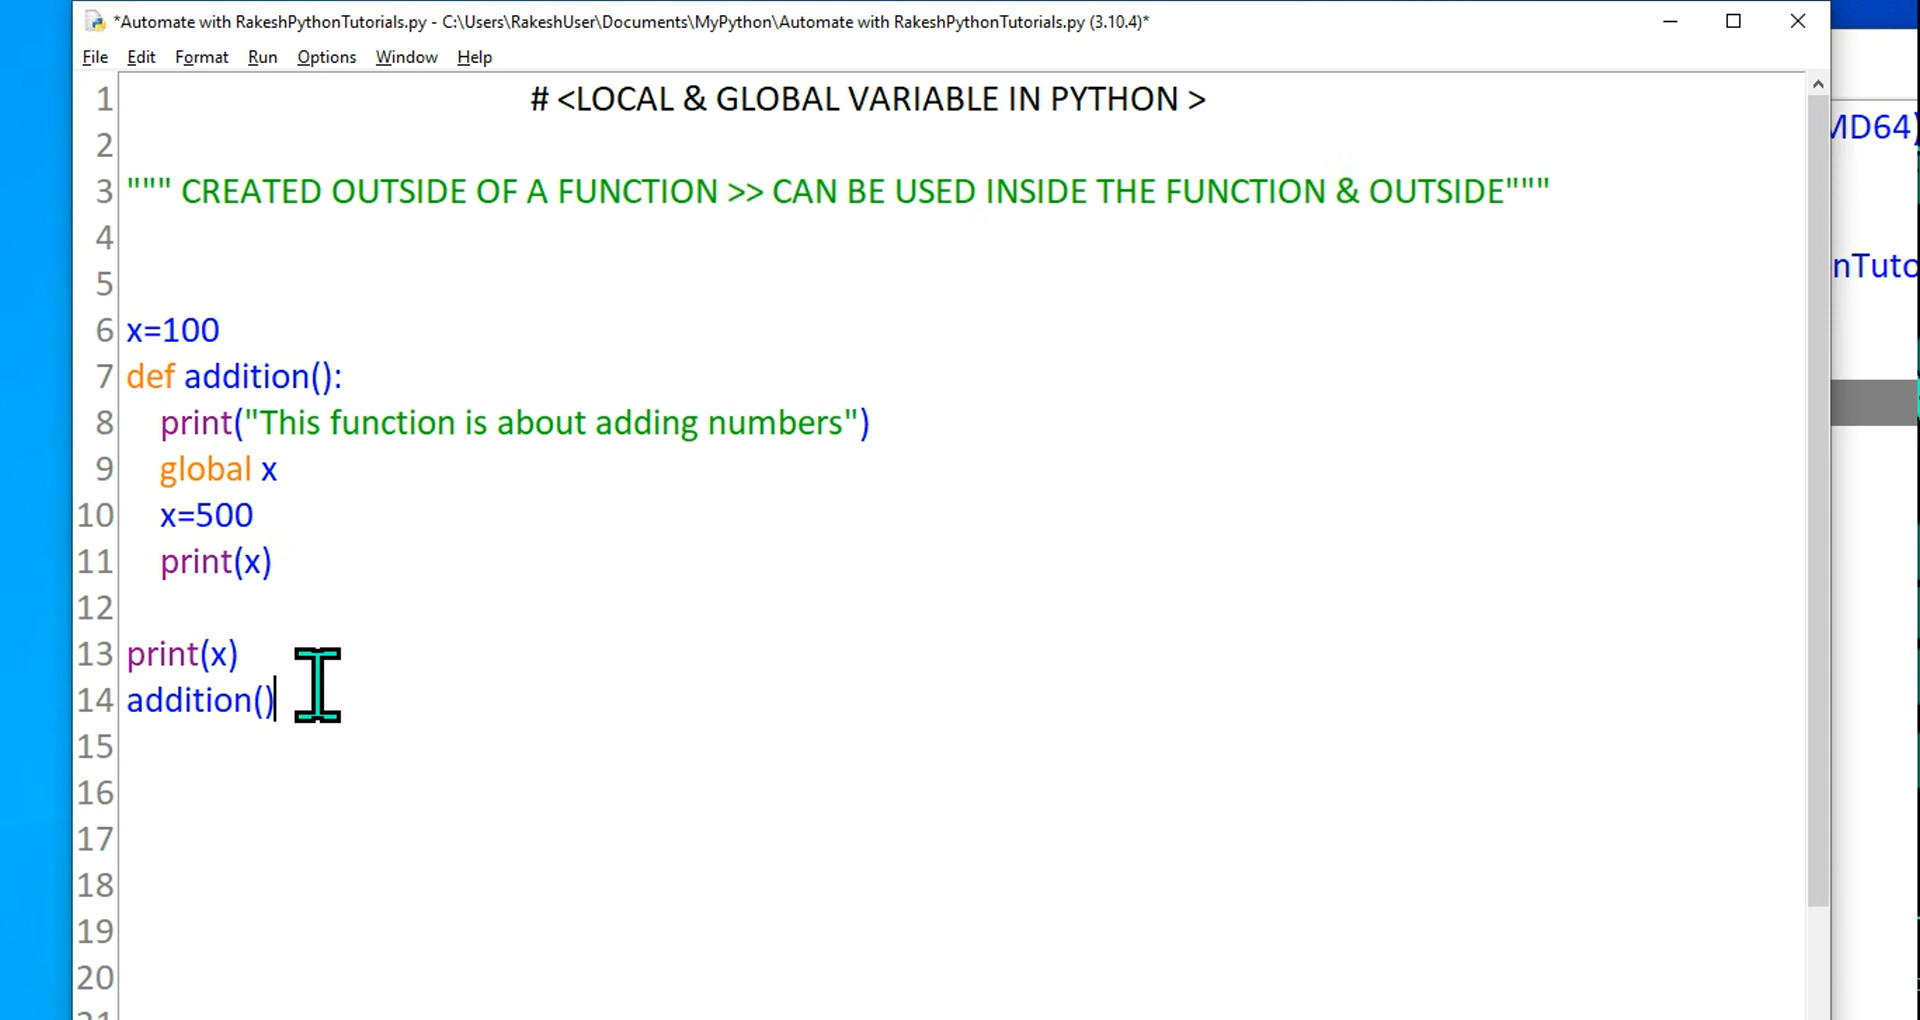 *Automate with RakeshPythonTutorials.py - C:\Users\RakeshUser\Documents\MyPython\Automate with RakeshPythonTutorials.py (3.10.4)*
File Edit Format Run Options Window Help
1 # <LOCAL & GLOBAL VARIABLE IN PYTHON >
2
3 """ CREATED OUTSIDE OF A FUNCTION >> CAN BE USED INSIDE THE FUNCTION & OUTSIDE"""
4
5
6 x=100
7 def addition():
8     print("This function is about adding numbers")
9     global x
10     x=500
11     print(x)
12
13 print(x)
14 addition()
15
16
17
18
19
20
MD64)
nTuto